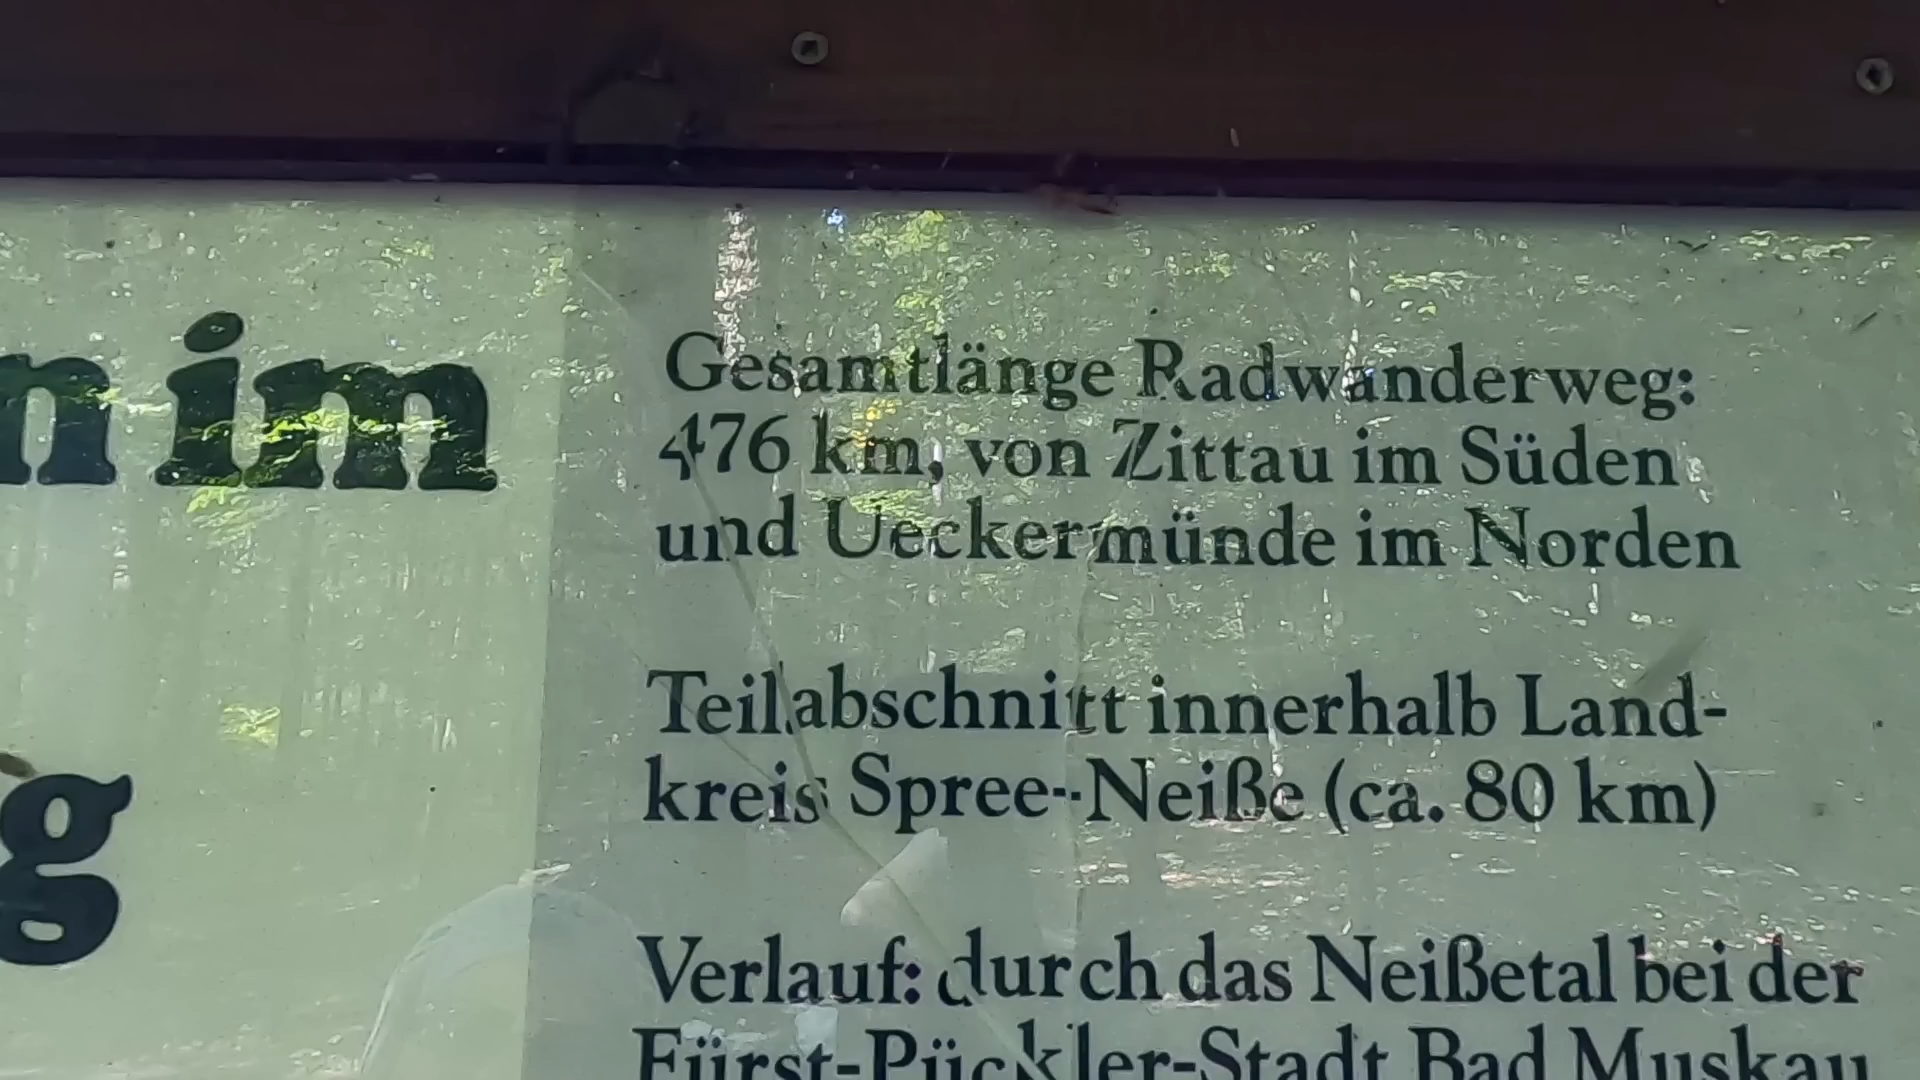 n im
g
Gesamtlänge Radwanderweg:
476 km, von Zittau im Süden
und Ueckermünde im Norden
Teilabschnitt innerhalb Land-
kreis Spree-Neiße (ca. 80 km)
Verlauf: durch das Neißetal bei der
Fürst-Pückler-Stadt Bad Muskau